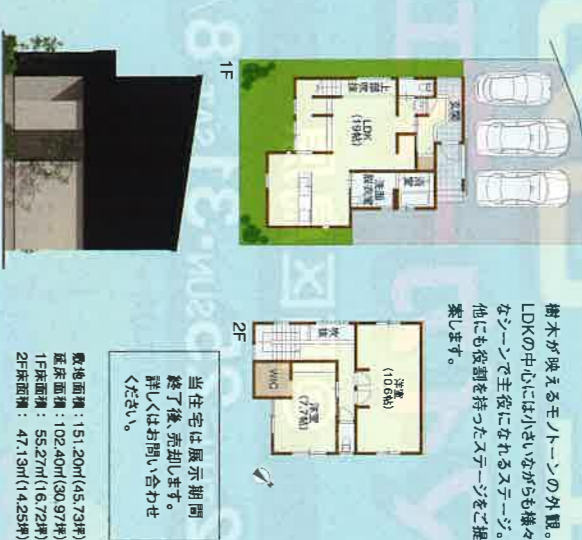 樹木が映えるモノトーンの外観。
LDKの中心には小さいながらも様々
なシーンで主役になれるステージ。
他にも役割を持ったステージをご提
案します。
1F
玄関
上部吹抜
LDK
(19帖)
浴室
洗面
脱衣室
2F
吹抜
洋室
(10.6帖)
WIC
洋室
(7.7帖)
当住宅は展示期間
終了後、売却します。
詳しくはお問い合わせ
ください。
敷地面積:151.20㎡(45.73坪)
延床面積:102.40㎡(30.97坪)
1F床面積: 55.27㎡(16.72坪)
2F床面積: 47.13㎡(14.25坪)